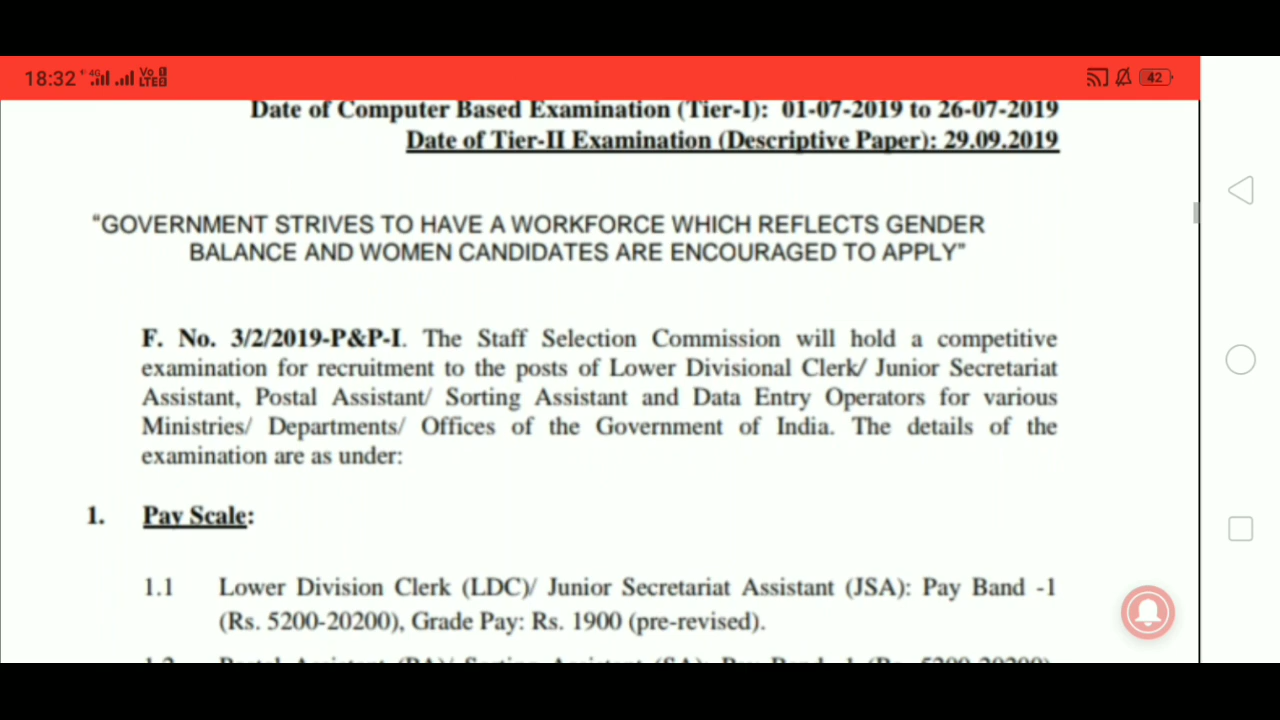 18:32 4G Vo LTE 42
Date of Computer Based Examination (Tier-I): 01-07-2019 to 26-07-2019
Date of Tier-II Examination (Descriptive Paper): 29.09.2019
"GOVERNMENT STRIVES TO HAVE A WORKFORCE WHICH REFLECTS GENDER
BALANCE AND WOMEN CANDIDATES ARE ENCOURAGED TO APPLY"
F. No. 3/2/2019-P&P-I. The Staff Selection Commission will hold a competitive
examination for recruitment to the posts of Lower Divisional Clerk/ Junior Secretariat
Assistant, Postal Assistant/ Sorting Assistant and Data Entry Operators for various
Ministries/ Departments/ Offices of the Government of India. The details of the
examination are as under:
1. Pay Scale:
1.1 Lower Division Clerk (LDC)/ Junior Secretariat Assistant (JSA): Pay Band -1
(Rs. 5200-20200), Grade Pay: Rs. 1900 (pre-revised).